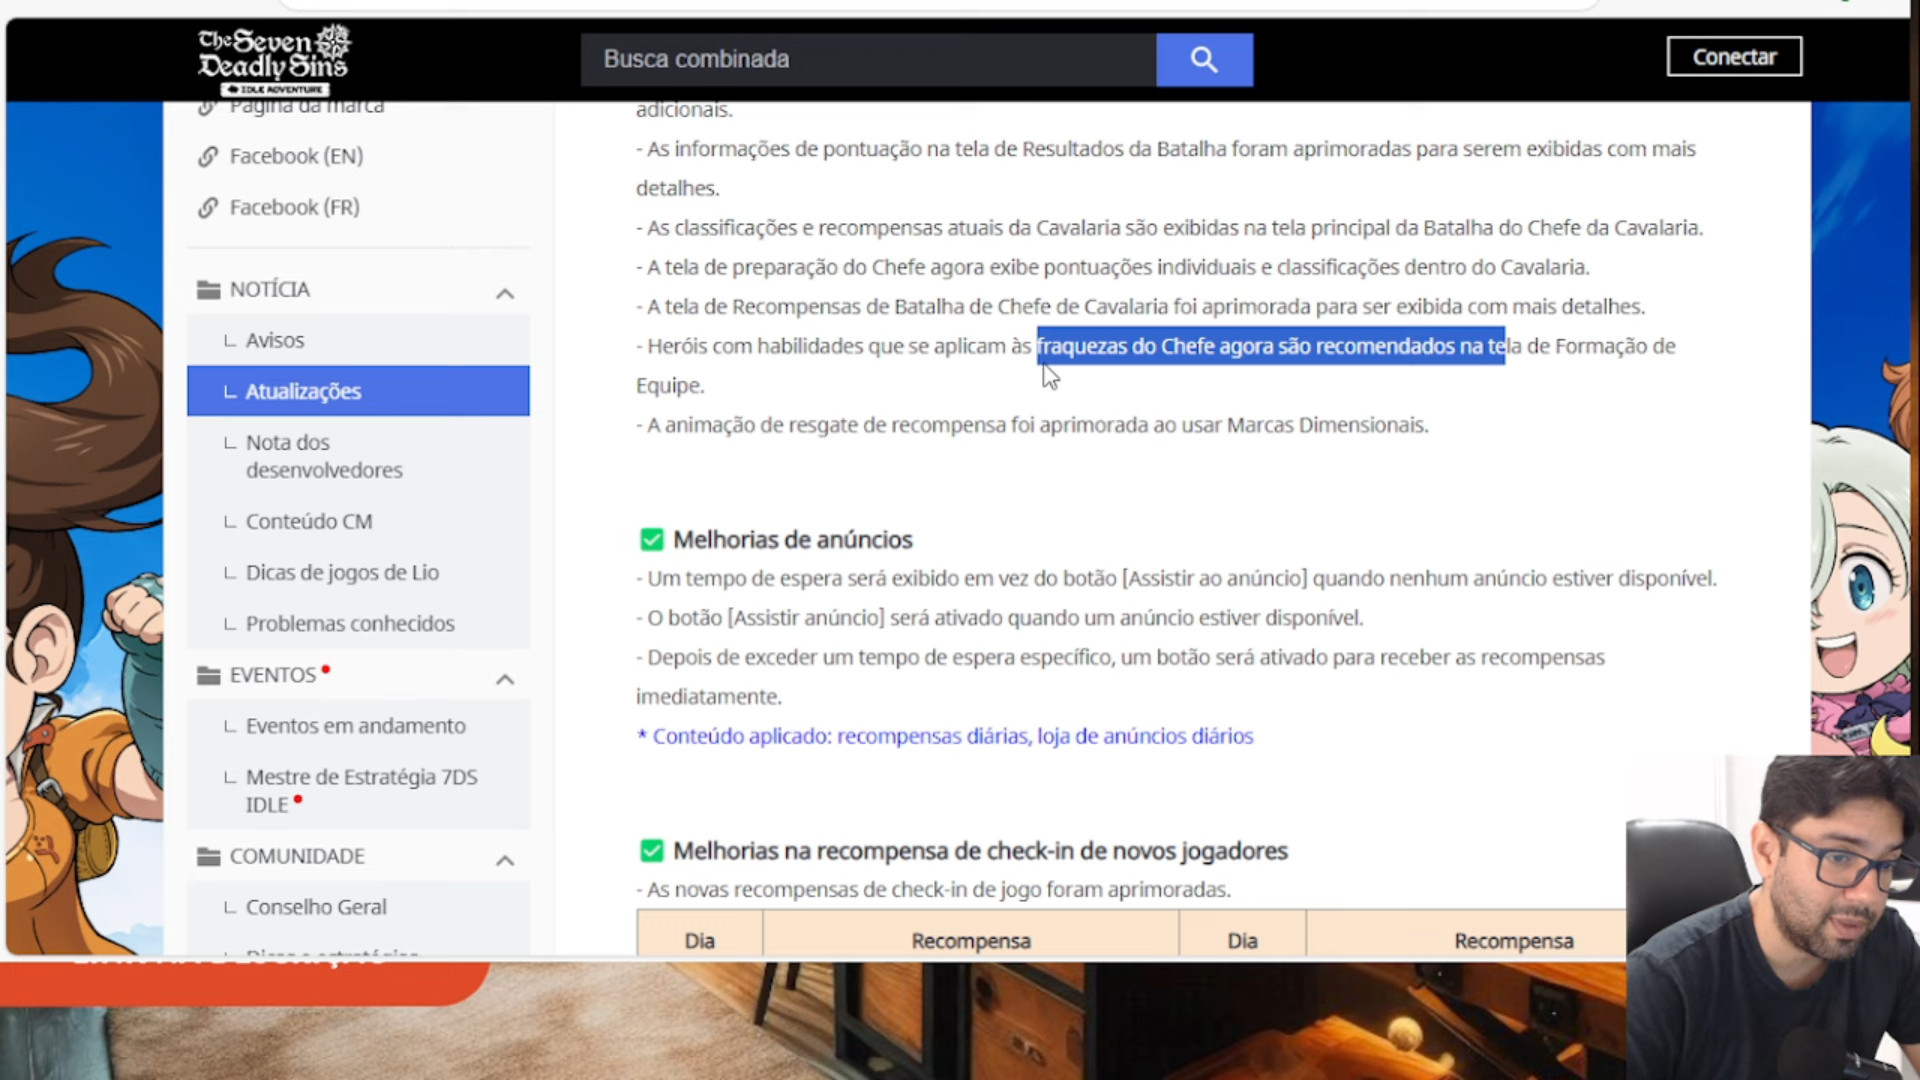 The Seven
Deadly Sins
IDLE ADVENTURE
Busca combinada
Conectar
Página da marca
Facebook (EN)
Facebook (FR)
NOTÍCIA
Avisos
Atualizações
Nota dos
desenvolvedores
Conteúdo CM
Dicas de jogos de Lio
Problemas conhecidos
EVENTOS
Eventos em andamento
Mestre de Estratégia 7DS
IDLE
COMUNIDADE
Conselho Geral
adicionais.
- As informações de pontuação na tela de Resultados da Batalha foram aprimoradas para serem exibidas com mais
detalhes.
- As classificações e recompensas atuais da Cavalaria são exibidas na tela principal da Batalha do Chefe da Cavalaria.
- A tela de preparação do Chefe agora exibe pontuações individuais e classificações dentro do Cavalaria.
- A tela de Recompensas de Batalha de Chefe de Cavalaria foi aprimorada para ser exibida com mais detalhes.
- Heróis com habilidades que se aplicam às fraquezas do Chefe agora são recomendados na tela de Formação de
Equipe.
- A animação de resgate de recompensa foi aprimorada ao usar Marcas Dimensionais.
Melhorias de anúncios
- Um tempo de espera será exibido em vez do botão [Assistir ao anúncio] quando nenhum anúncio estiver disponível.
- O botão [Assistir anúncio] será ativado quando um anúncio estiver disponível.
- Depois de exceder um tempo de espera específico, um botão será ativado para receber as recompensas
imediatamente.
* Conteúdo aplicado: recompensas diárias, loja de anúncios diários
Melhorias na recompensa de check-in de novos jogadores
- As novas recompensas de check-in de jogo foram aprimoradas.
Dia Recompensa Dia Recompensa